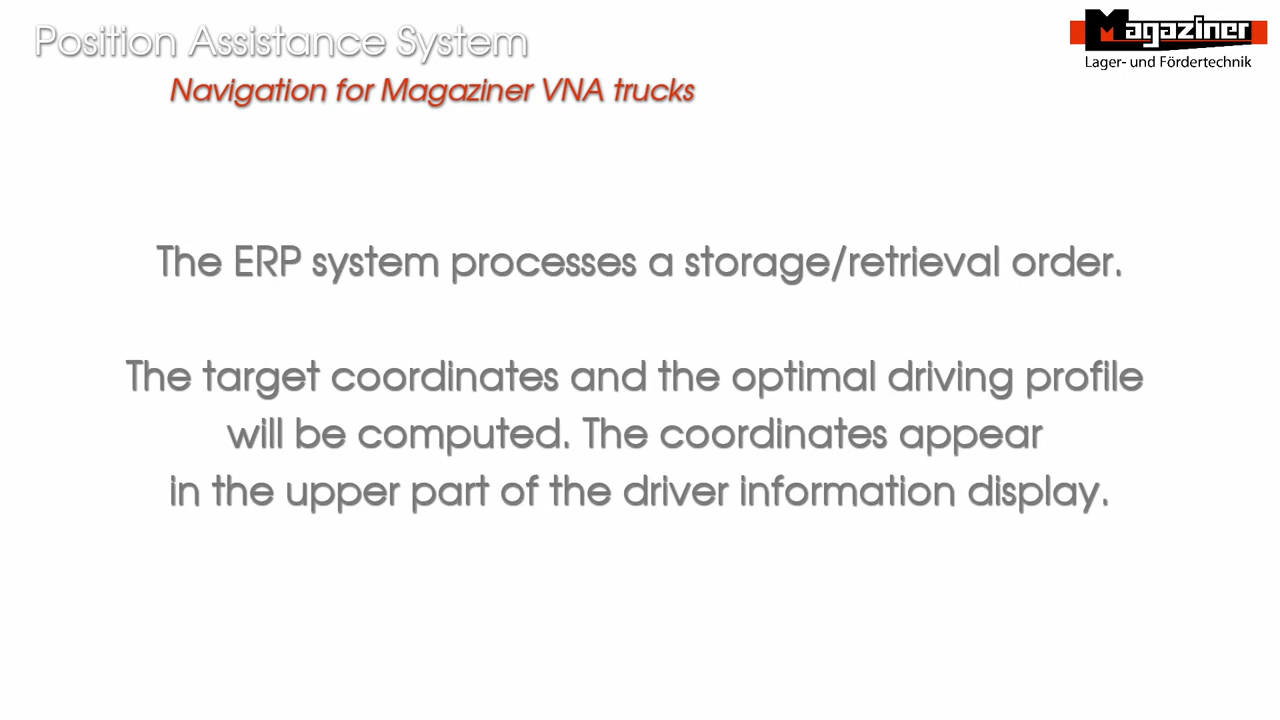 Position Assistance System
Magaziner
Lager- und Fördertechnik
Navigation for Magaziner VNA trucks
The ERP system processes a storage/retrieval order.
The target coordinates and the optimal driving profile
will be computed. The coordinates appear
in the upper part of the driver information display.